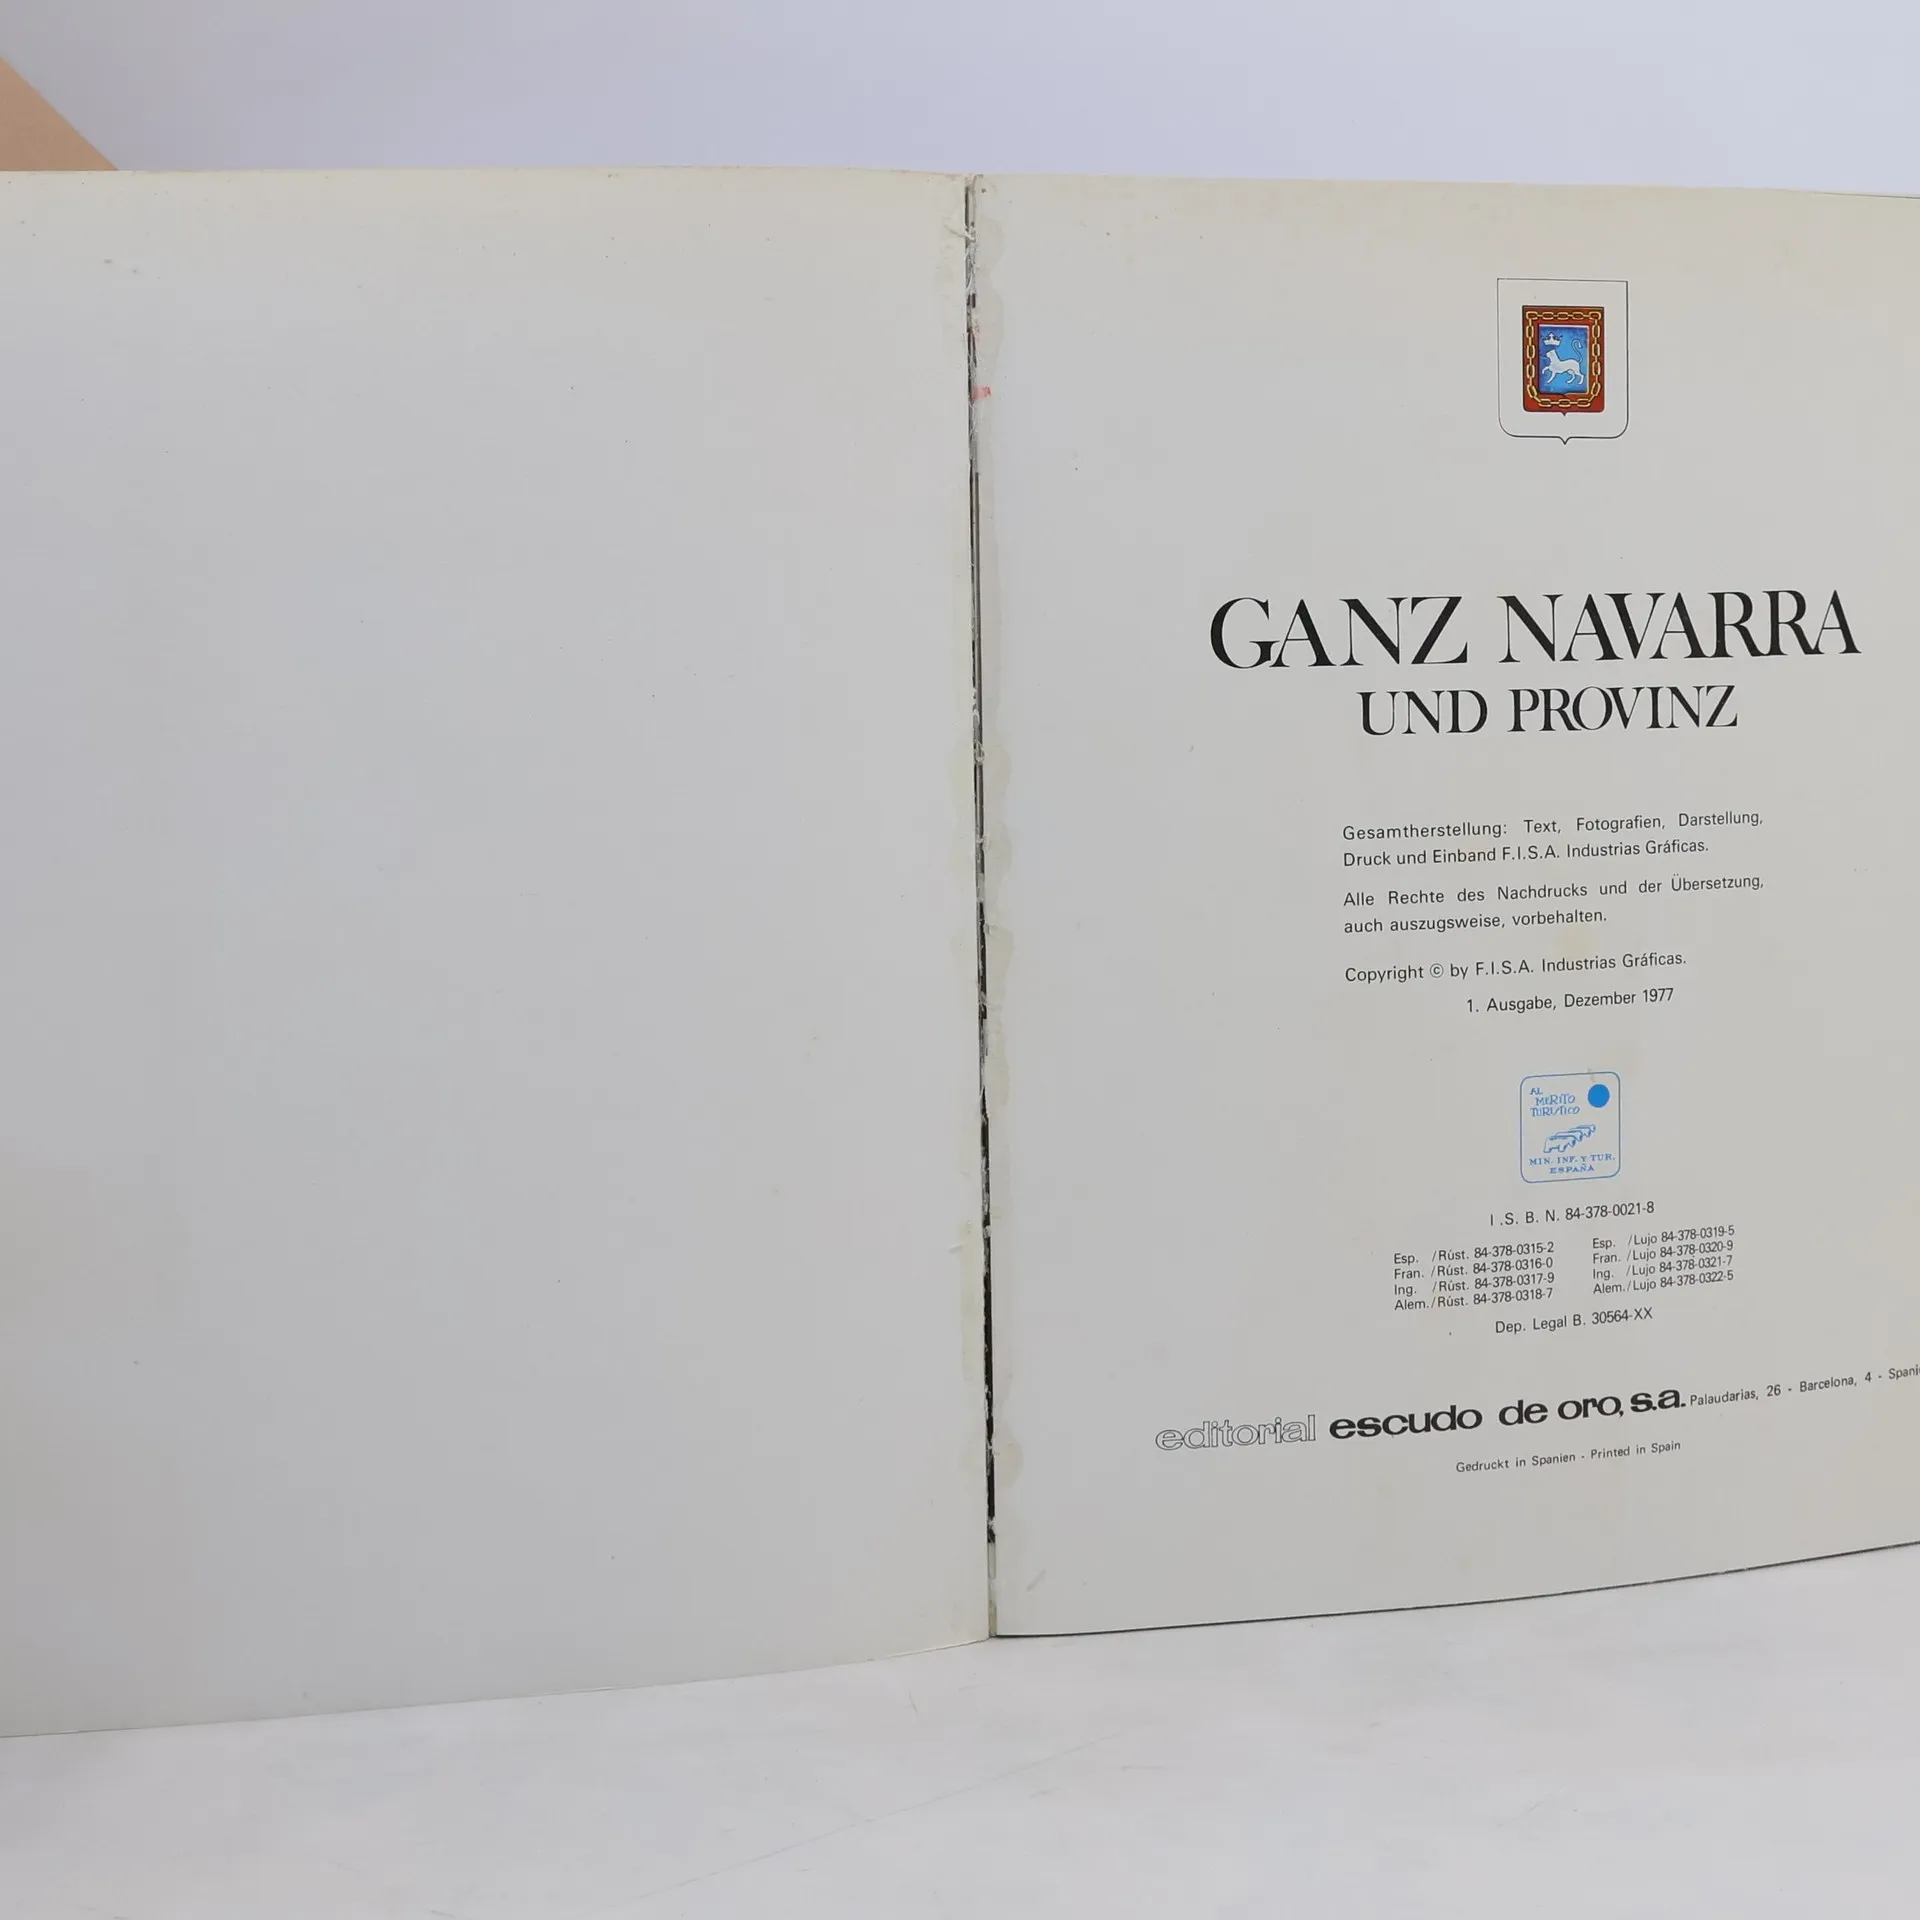 GANZ NAVARRA
UND PROVINZ
Gesamtherstellung: Text, Fotografien, Darstellung,
Druck und Einband F.I.S.A. Industrias Gráficas.
Alle Rechte des Nachdrucks und der Übersetzung,
auch auszugsweise, vorbehalten.
Copyright © by F.I.S.A. Industrias Gráficas.
1. Ausgabe, Dezember 1977
AL
MERITO
TURISTICO
MIN. INF. Y TUR.
ESPAÑA
I .S. B. N. 84-378-0021-8
Esp. /Rúst. 84-378-0315-2 Esp. /Lujo 84-378-0319-5
Fran. /Rúst. 84-378-0316-0 Fran. /Lujo 84-378-0320-9
Ing. /Rúst. 84-378-0317-9 Ing. /Lujo 84-378-0321-7
Alem./Rúst. 84-378-0318-7 Alem./Lujo 84-378-0322-5
Dep. Legal B. 30564-XX
editorial escudo de oro, s.a. Palaudarias, 26 - Barcelona, 4 -
Gedruckt in Spanien - Printed in Spain